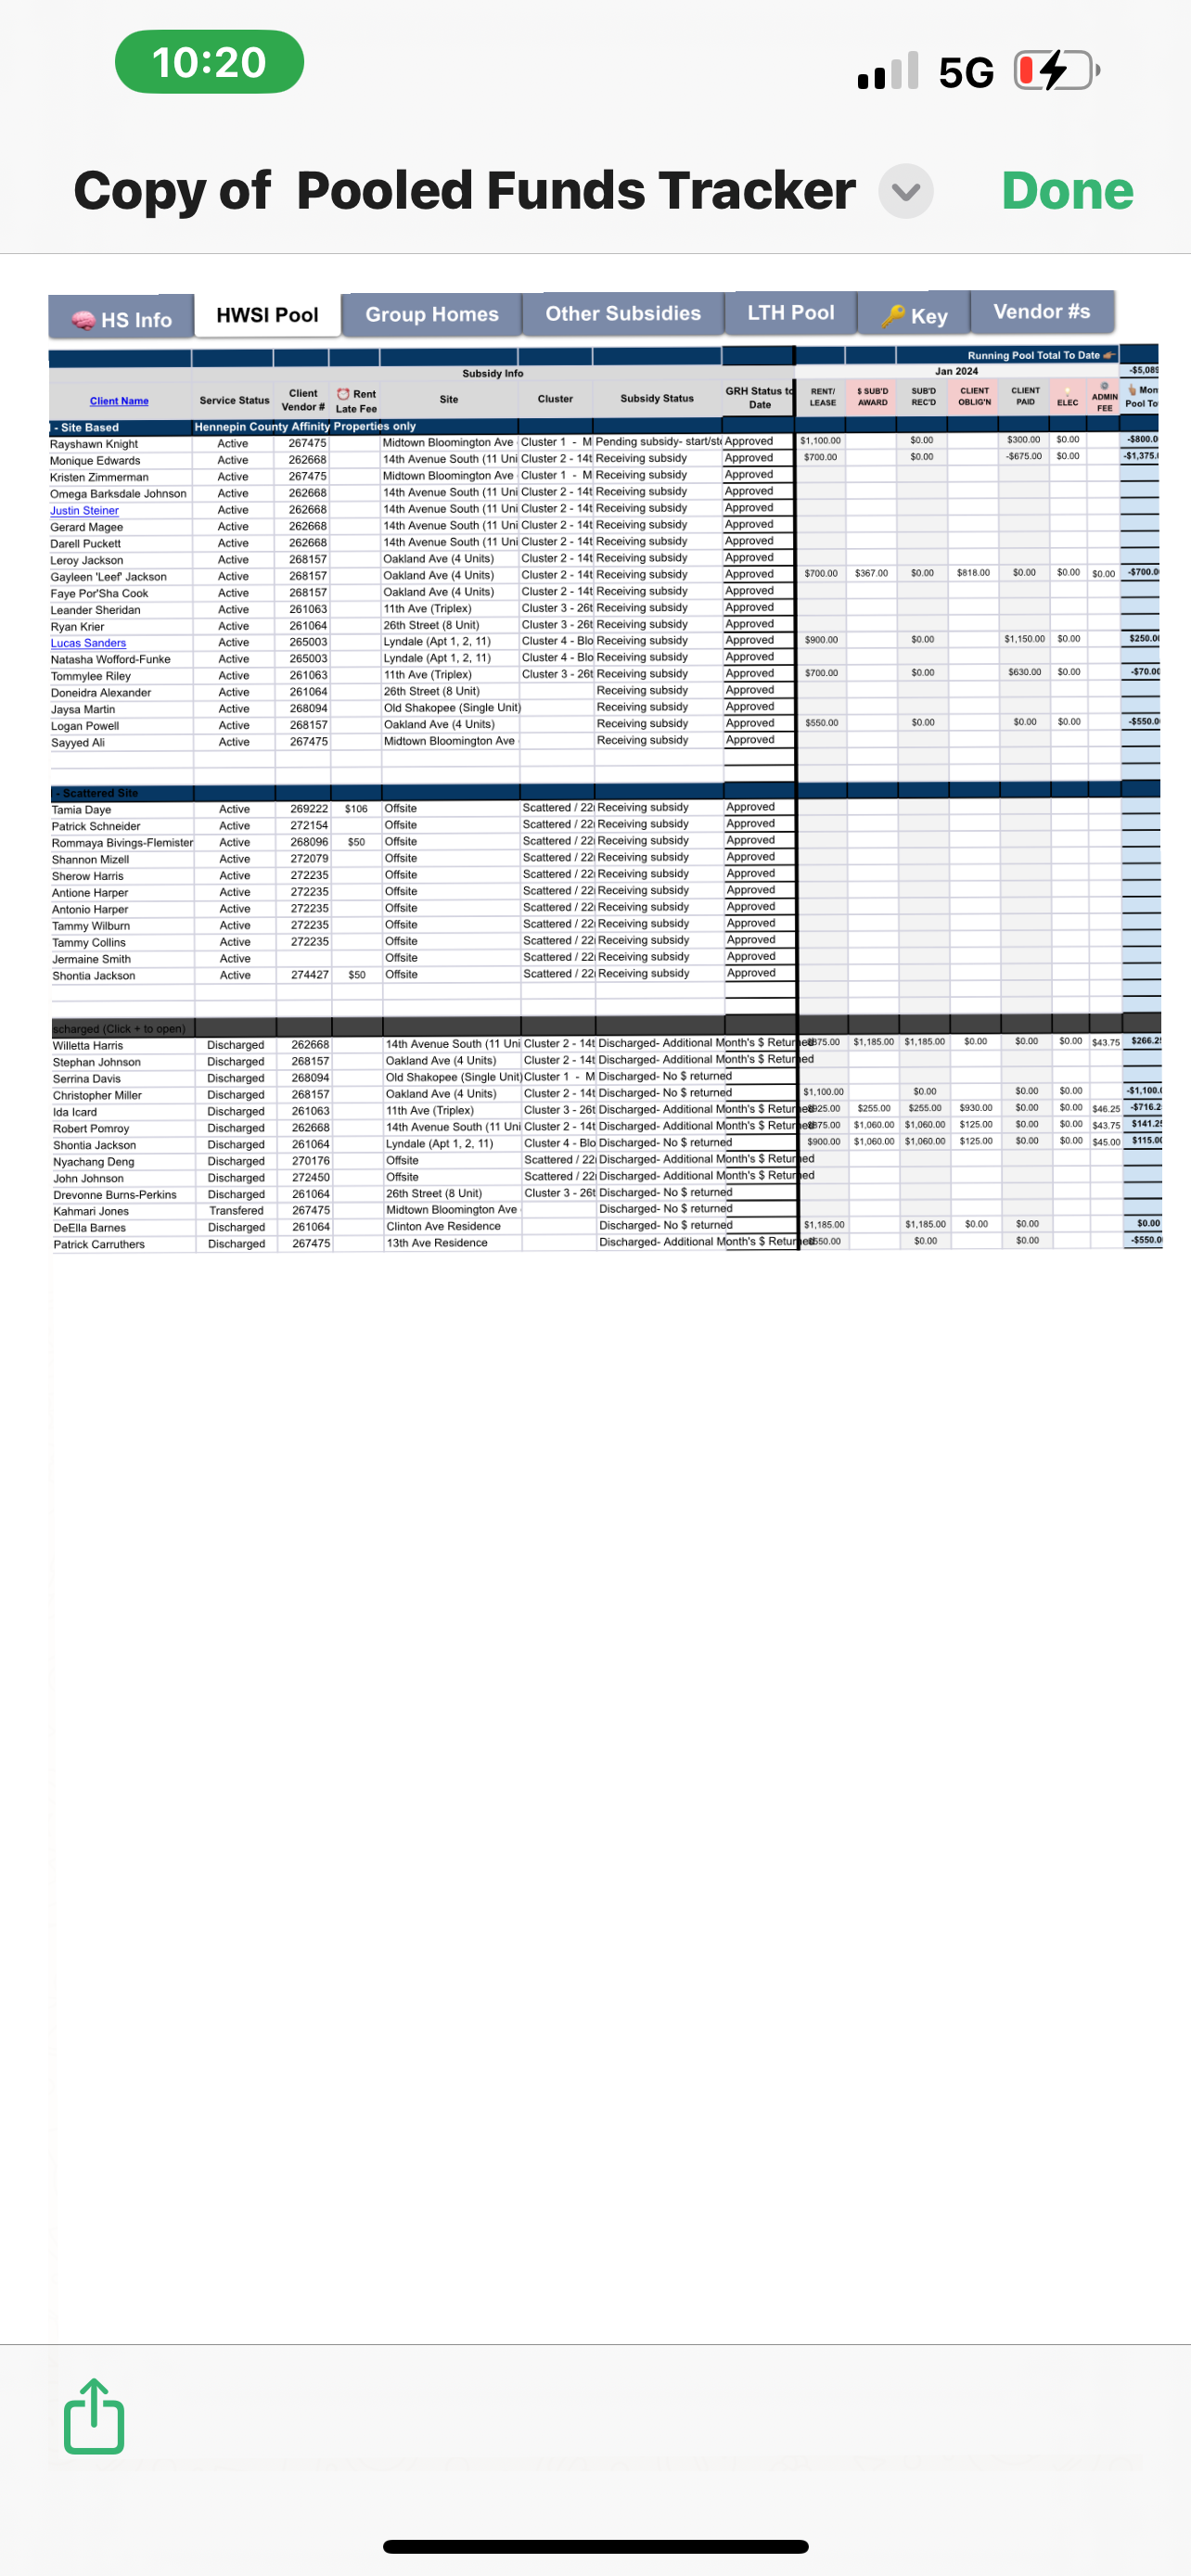 10:20 5G
Copy of Pooled Funds Tracker Done
HS Info HWSI Pool Group Homes Other Subsidies LTH Pool Key Vendor #s
Running Pool Total To Date
Subsidy Info Jan 2024 -$5,089
Client Name Service Status Client Vendor # Rent Late Fee Site Cluster Subsidy Status GRH Status to Date RENT/ LEASE $ SUB'D AWARD SUB'D REC'D CLIENT OBLIG'N CLIENT PAID ELEC ADMIN FEE Mon Pool To
- Site Based Hennepin County Affinity Properties only
Rayshawn Knight Active 267475 Midtown Bloomington Ave Cluster 1 - M Pending subsidy- start/st Approved $1,100.00 $0.00 $300.00 $0.00 -$800.0
Monique Edwards Active 262668 14th Avenue South (11 Uni Cluster 2 - 14t Receiving subsidy Approved $700.00 $0.00 -$675.00 $0.00 -$1,375.
Kristen Zimmerman Active 267475 Midtown Bloomington Ave Cluster 1 - M Receiving subsidy Approved
Omega Barksdale Johnson Active 262668 14th Avenue South (11 Uni Cluster 2 - 14t Receiving subsidy Approved
Justin Steiner Active 262668 14th Avenue South (11 Uni Cluster 2 - 14t Receiving subsidy Approved
Gerard Magee Active 262668 14th Avenue South (11 Uni Cluster 2 - 14t Receiving subsidy Approved
Darell Puckett Active 262668 14th Avenue South (11 Uni Cluster 2 - 14t Receiving subsidy Approved
Leroy Jackson Active 268157 Oakland Ave (4 Units) Cluster 2 - 14t Receiving subsidy Approved
Gayleen 'Leef' Jackson Active 268157 Oakland Ave (4 Units) Cluster 2 - 14t Receiving subsidy Approved $700.00 $367.00 $0.00 $818.00 $0.00 $0.00 $0.00 -$700.0
Faye Por'Sha Cook Active 268157 Oakland Ave (4 Units) Cluster 2 - 14t Receiving subsidy Approved
Leander Sheridan Active 261063 11th Ave (Triplex) Cluster 3 - 26t Receiving subsidy Approved
Ryan Krier Active 261064 26th Street (8 Unit) Cluster 3 - 26t Receiving subsidy Approved
Lucas Sanders Active 265003 Lyndale (Apt 1, 2, 11) Cluster 4 - Blo Receiving subsidy Approved $900.00 $0.00 $1,150.00 $0.00 $250.0
Natasha Wofford-Funke Active 265003 Lyndale (Apt 1, 2, 11) Cluster 4 - Blo Receiving subsidy Approved
Tommylee Riley Active 261063 11th Ave (Triplex) Cluster 3 - 26t Receiving subsidy Approved $700.00 $0.00 $630.00 $0.00 -$70.00
Doneidra Alexander Active 261064 26th Street (8 Unit) Receiving subsidy Approved
Jaysa Martin Active 268094 Old Shakopee (Single Unit) Receiving subsidy Approved
Logan Powell Active 268157 Oakland Ave (4 Units) Receiving subsidy Approved $550.00 $0.00 $0.00 $0.00 -$550.0
Sayyed Ali Active 267475 Midtown Bloomington Ave Receiving subsidy Approved
- Scattered Site
Tamia Daye Active 269222 $106 Offsite Scattered / 22 Receiving subsidy Approved
Patrick Schneider Active 272154 Offsite Scattered / 22 Receiving subsidy Approved
Rommaya Bivings-Flemister Active 268096 $50 Offsite Scattered / 22 Receiving subsidy Approved
Shannon Mizell Active 272079 Offsite Scattered / 22 Receiving subsidy Approved
Sherow Harris Active 272235 Offsite Scattered / 22 Receiving subsidy Approved
Antione Harper Active 272235 Offsite Scattered / 22 Receiving subsidy Approved
Antonio Harper Active 272235 Offsite Scattered / 22 Receiving subsidy Approved
Tammy Wilburn Active 272235 Offsite Scattered / 22 Receiving subsidy Approved
Tammy Collins Active 272235 Offsite Scattered / 22 Receiving subsidy Approved
Jermaine Smith Active Offsite Scattered / 22 Receiving subsidy Approved
Shontia Jackson Active 274427 $50 Offsite Scattered / 22 Receiving subsidy Approved
scharged (Click + to open)
Willetta Harris Discharged 262668 14th Avenue South (11 Uni Cluster 2 - 14t Discharged- Additional Month's $ Returned 875.00 $1,185.00 $1,185.00 $0.00 $0.00 $0.00 $43.75 $266.25
Stephan Johnson Discharged 268157 Oakland Ave (4 Units) Cluster 2 - 14t Discharged- Additional Month's $ Returned
Serrina Davis Discharged 268094 Old Shakopee (Single Unit) Cluster 1 - M Discharged- No $ returned
Christopher Miller Discharged 268157 Oakland Ave (4 Units) Cluster 2 - 14t Discharged- No $ returned $1,100.00 $0.00 $0.00 $0.00 -$1,100.
Ida Icard Discharged 261063 11th Ave (Triplex) Cluster 3 - 26t Discharged- Additional Month's $ Returned 925.00 $255.00 $255.00 $930.00 $0.00 $0.00 $46.25 -$716.2
Robert Pomroy Discharged 262668 14th Avenue South (11 Uni Cluster 2 - 14t Discharged- Additional Month's $ Returned 875.00 $1,060.00 $1,060.00 $125.00 $0.00 $0.00 $43.75 $141.25
Shontia Jackson Discharged 261064 Lyndale (Apt 1, 2, 11) Cluster 4 - Blo Discharged- No $ returned $900.00 $1,060.00 $1,060.00 $125.00 $0.00 $0.00 $45.00 $115.00
Nyachang Deng Discharged 270176 Offsite Scattered / 22 Discharged- Additional Month's $ Returned
John Johnson Discharged 272450 Offsite Scattered / 22 Discharged- Additional Month's $ Returned
Drevonne Burns-Perkins Discharged 261064 26th Street (8 Unit) Cluster 3 - 26t Discharged- No $ returned
Kahmari Jones Transfered 267475 Midtown Bloomington Ave Discharged- No $ returned
DeElla Barnes Discharged 261064 Clinton Ave Residence Discharged- No $ returned $1,185.00 $1,185.00 $0.00 $0.00 $0.00
Patrick Carruthers Discharged 267475 13th Ave Residence Discharged- Additional Month's $ Returned 550.00 $0.00 $0.00 -$550.0